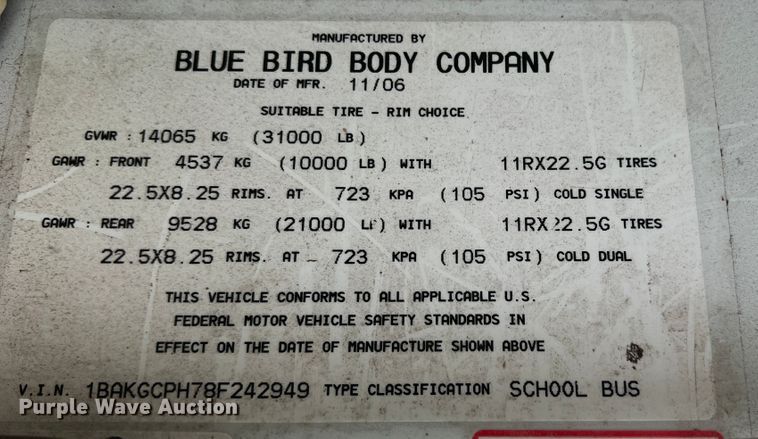 MANUFACTURED BY
BLUE BIRD BODY COMPANY
DATE OF MFR. 11/06
SUITABLE TIRE - RIM CHOICE
GVWR : 14065 KG (31000 LB)
GAWR : FRONT 4537 KG (10000 LB) WITH 11RX22.5G TIRES
22.5X8.25 RIMS. AT 723 KPA (105 PSI) COLD SINGLE
GAWR : REAR 9528 KG (21000 LB) WITH 11RX22.5G TIRES
22.5X8.25 RIMS. AT 723 KPA (105 PSI) COLD DUAL
THIS VEHICLE CONFORMS TO ALL APPLICABLE U.S.
FEDERAL MOTOR VEHICLE SAFETY STANDARDS IN
EFFECT ON THE DATE OF MANUFACTURE SHOWN ABOVE
V.I.N. 1BAKGCPH78F242949 TYPE CLASSIFICATION SCHOOL BUS
Purple Wave Auction